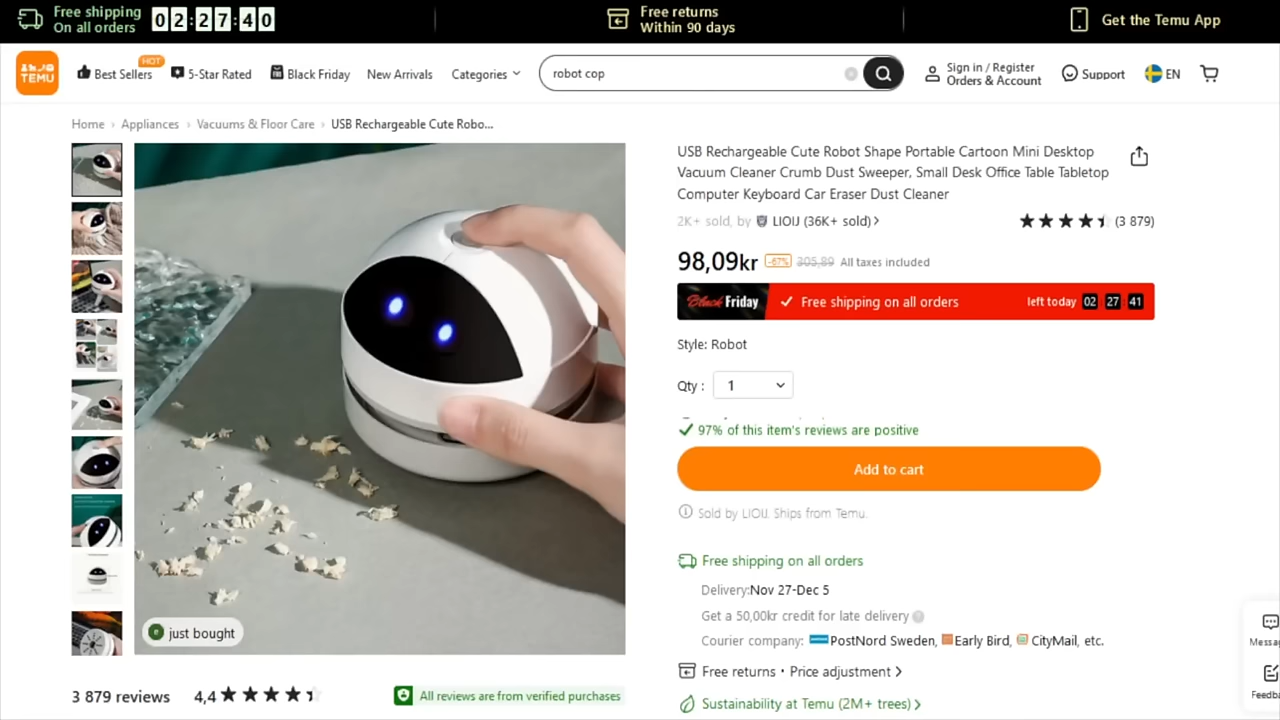 Free shipping
On all orders
02:27:40
Free returns
Within 90 days
Get the Temu App
TEMU
Best Sellers
HOT
5-Star Rated
Black Friday
New Arrivals
Categories
robot cop
Sign in / Register
Orders & Account
Support
EN
Home › Appliances › Vacuums & Floor Care › USB Rechargeable Cute Robo...
USB Rechargeable Cute Robot Shape Portable Cartoon Mini Desktop
Vacuum Cleaner Crumb Dust Sweeper, Small Desk Office Table Tabletop
Computer Keyboard Car Eraser Dust Cleaner
2K+ sold, by LIOIJ (36K+ sold) >
(3 879)
98,09kr -67% 305,89 All taxes included
Black Friday
Free shipping on all orders
left today 02 27 41
Style: Robot
Qty : 1
97% of this item's reviews are positive
Add to cart
Sold by LIOIJ. Ships from Temu.
Free shipping on all orders
Delivery:Nov 27-Dec 5
Get a 50,00kr credit for late delivery
Courier company: PostNord Sweden, Early Bird, CityMail, etc.
Free returns • Price adjustment >
Sustainability at Temu (2M+ trees) >
just bought
3 879 reviews
4,4
All reviews are from verified purchases